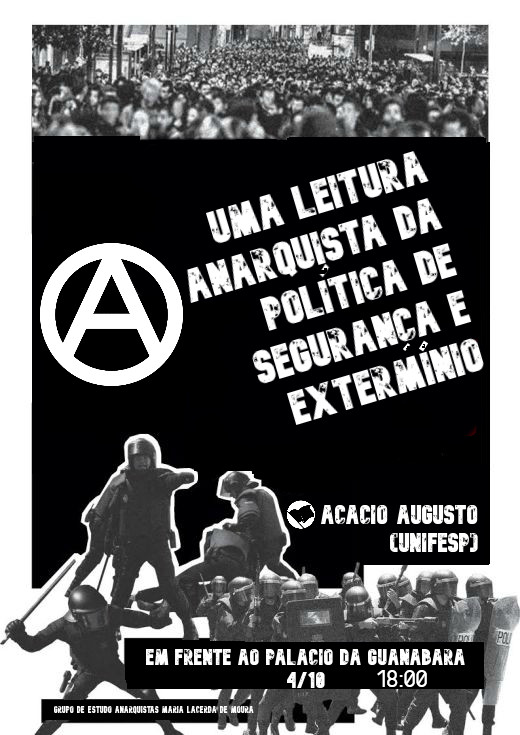 UMA LEITURA
ANARQUISTA DA
POLÍTICA DE
SEGURANÇA E
EXTERMÍNIO
ACACIO AUGUSTO
(UNIFESP)
EM FRENTE AO PALACIO DA GUANABARA
4/10 18:00
GRUPO DE ESTUDO ANARQUISTAS MARIA LACERDA DE MOURA